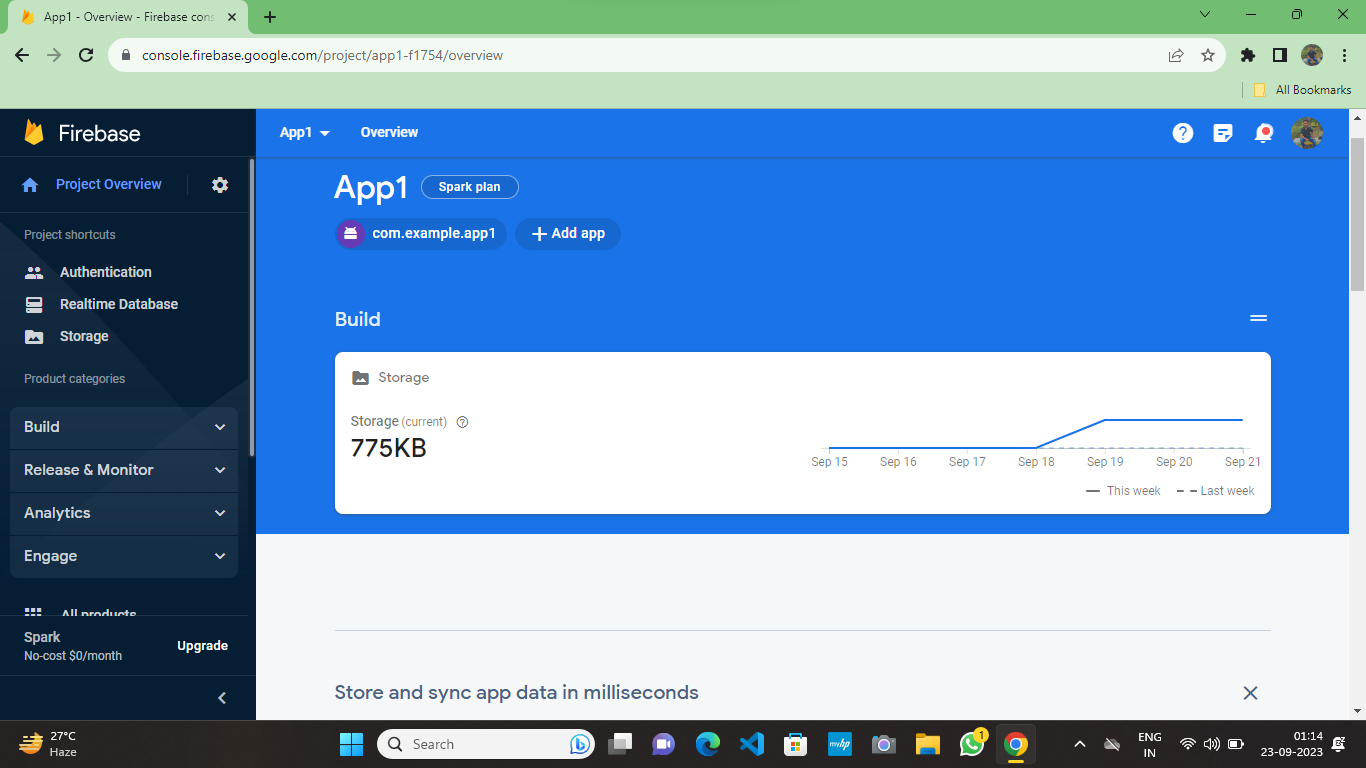 App1 - Overview - Firebase cons
console.firebase.google.com/project/app1-f1754/overview
All Bookmarks
Firebase
App1
Overview
Project Overview
App1
Spark plan
com.example.app1
Add app
Project shortcuts
Authentication
Realtime Database
Storage
Build
Product categories
Storage
Build
Storage (current)
775KB
Release & Monitor
Sep 15 Sep 16 Sep 17 Sep 18 Sep 19 Sep 20 Sep 21
This week Last week
Analytics
Engage
All products
Spark
No-cost $0/month
Upgrade
Store and sync app data in milliseconds
27°C
Haze
Search
myhp
1
ENG
IN
01:14
23-09-2023